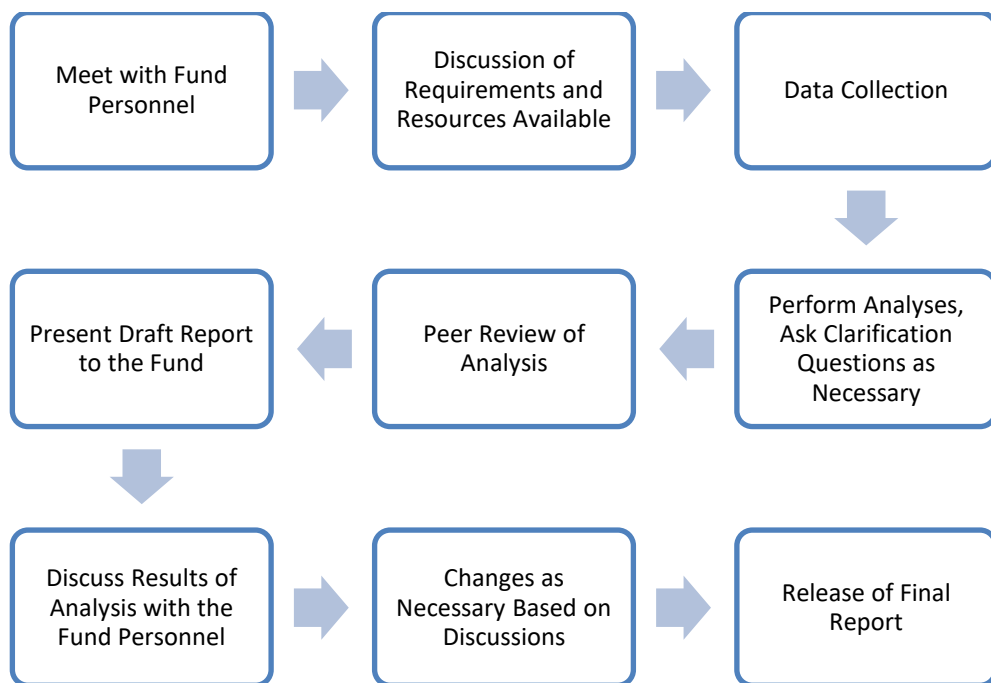 Meet with Fund
Personnel
Discussion of
Requirements and
Resources Available
Data Collection
Perform Analyses,
Ask Clarification
Questions as
Necessary
Peer Review of
Analysis
Present Draft Report
to the Fund
Discuss Results of
Analysis with the
Fund Personnel
Changes as
Necessary Based on
Discussions
Release of Final
Report